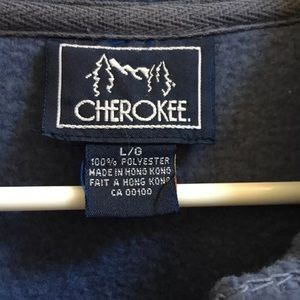 CHEROKEE.
L/G
100% POLYESTER
MADE IN HONG KONG
FAIT A HONG KONG
CA 00100